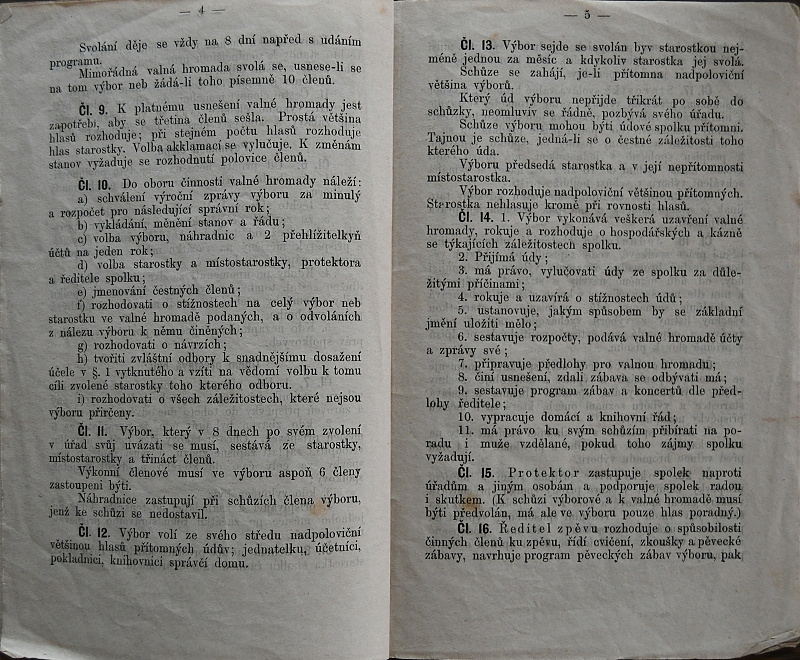 — 4 —
Svolání děje se vždy na 8 dní napřed s udáním
programu.
Mimořádná valná hromada svolá se, usnese-li se
na tom výbor neb žádá-li toho písemně 10 členů.
Čl. 9. K platnému usnešení valné hromady jest
zapotřebí, aby se třetina členů sešla. Prostá většina
hlasů rozhoduje; při stejném počtu hlasů rozhoduje
hlas starostky. Volba akklamací se vylučuje. K změnám
stanov vyžaduje se rozhodnutí polovice členů.
Čl. 10. Do oboru činnosti valné hromady náleží:
a) schválení výroční zprávy výboru za minulý
a rozpočet pro následující správní rok;
b) vykládání, měnění stanov a řádu;
c) volba výboru, náhradnic a 2 přehlížitelkyň
účtů na jeden rok;
d) volba starostky a místostarostky, protektora
a ředitele spolku;
e) jmenování čestných členů;
f) rozhodovati o stížnostech na celý výbor neb
starostku ve valné hromadě podaných, a o odvoláních
z nálezu výboru k němu činěných;
g) rozhodovati o návrzích;
h) tvořiti zvláštní odbory k snadnějšímu dosažení
účele v §. 1 vytknutého a vzíti na vědomí volbu k tomu
cíli zvolené starostky toho kterého odboru.
i) rozhodovati o všech záležitostech, které nejsou
výboru přirčeny.
Čl. 11. Výbor, který v 8 dnech po svém zvolení
v úřad svůj uvázati se musí, sestává ze starostky,
místostarostky a třináct členů.
Výkonní členové musí ve výboru aspoň 6 členy
zastoupeni býti.
Náhradnice zastupují při schůzích člena výboru,
jenž ke schůzi se nedostavil.
Čl. 12. Výbor volí ze svého středu nadpoloviční
většinou hlasů přítomných údův; jednatelku, účetnici,
pokladnici, knihovnici správčí domu.
— 5 —
Čl. 13. Výbor sejde se svolán byv starostkou nej-
méně jednou za měsíc a kdykoliv starostka jej svolá.
Schůze se zahájí, je-li přítomna nadpoloviční
většina výborů.
Který úd výboru nepřijde třikrát po sobě do
schůzky, neomluviv se řádně, pozbývá svého úřadu.
Schůze výboru mohou býti údové spolku přítomni.
Tajnou je schůze, jedná-li se o čestné záležitosti toho
kterého úda.
Výboru předsedá starostka a v její nepřítomnosti
místostarostka.
Výbor rozhoduje nadpoloviční většinou přítomných.
Starostka nehlasuje kromě při rovnosti hlasů.
Čl. 14. 1. Výbor vykonává veškerá uzavření valné
hromady, rokuje a rozhoduje o hospodářských a kázně
se týkajících záležitostech spolku.
2. Přijímá údy;
3. má právo, vylučovati údy ze spolku za důle-
žitými příčinami;
4. rokuje a uzavírá o stížnostech údů;
5. ustanovuje, jakým spůsobem by se základní
jmění uložiti mělo;
6. sestavuje rozpočty, podává valné hromadě účty
a zprávy své;
7. připravuje předlohy pro valnou hromadu;
8. činí usnešení, zdali zábava se odbývati má;
9. sestavuje program zábav a koncertů dle před-
lohy ředitele;
10. vypracuje domácí a knihovní řád;
11. má právo ku svým schůzím přibírati na po-
radu i muže vzdělané, pokud toho zájmy spolku
vyžadují.
Čl. 15. Protektor zastupuje spolek naproti
úřadům a jiným osobám a podporuje spolek radou
i skutkem. (K schůzi výborové a k valné hromadě musí
býti předvolán, má ale ve výboru pouze hlas poradný.)
Čl. 16. Ředitel zpěvu rozhoduje o spůsobilosti
činných členů ku zpěvu, řídí cvičení, zkoušky a pěvecké
zábavy, navrhuje program pěveckých zábav výboru, pak